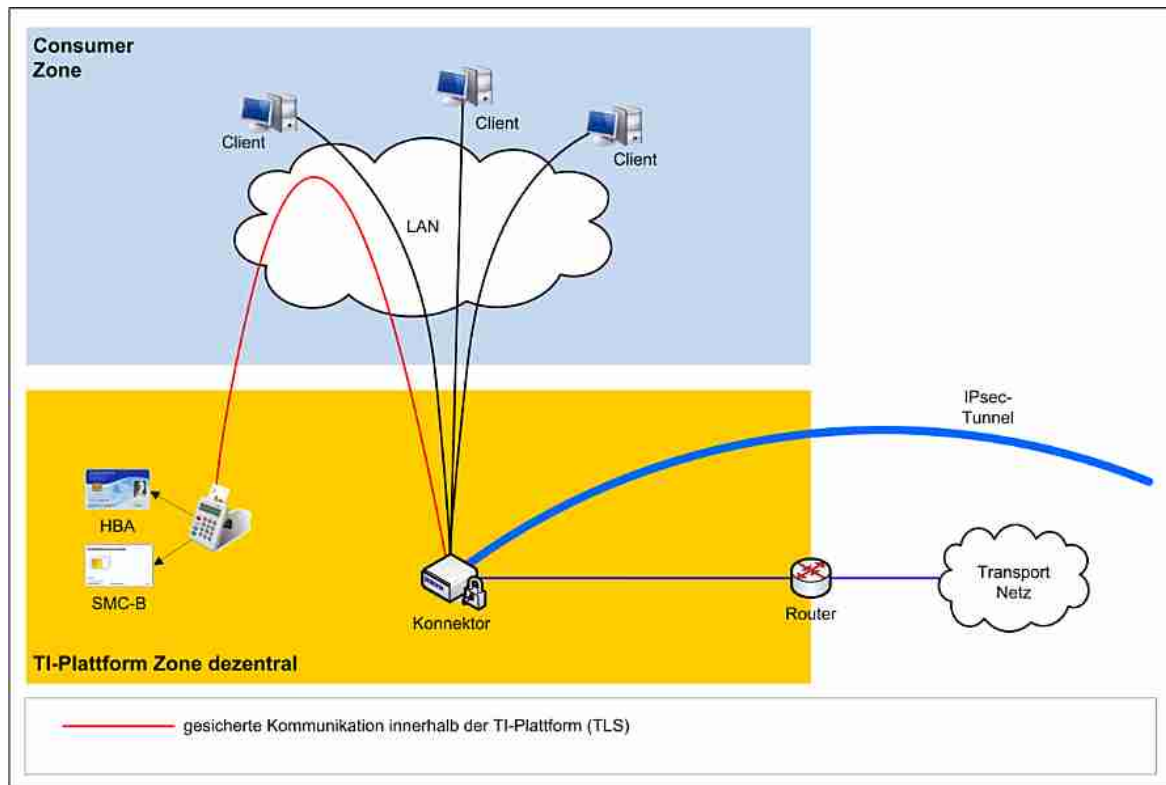 Consumer
Zone
Client
Client
Client
LAN
IPsec-
Tunnel
HBA
SMC-B
Konnektor
Router
Transport
Netz
TI-Plattform Zone dezentral
gesicherte Kommunikation innerhalb der TI-Plattform (TLS)